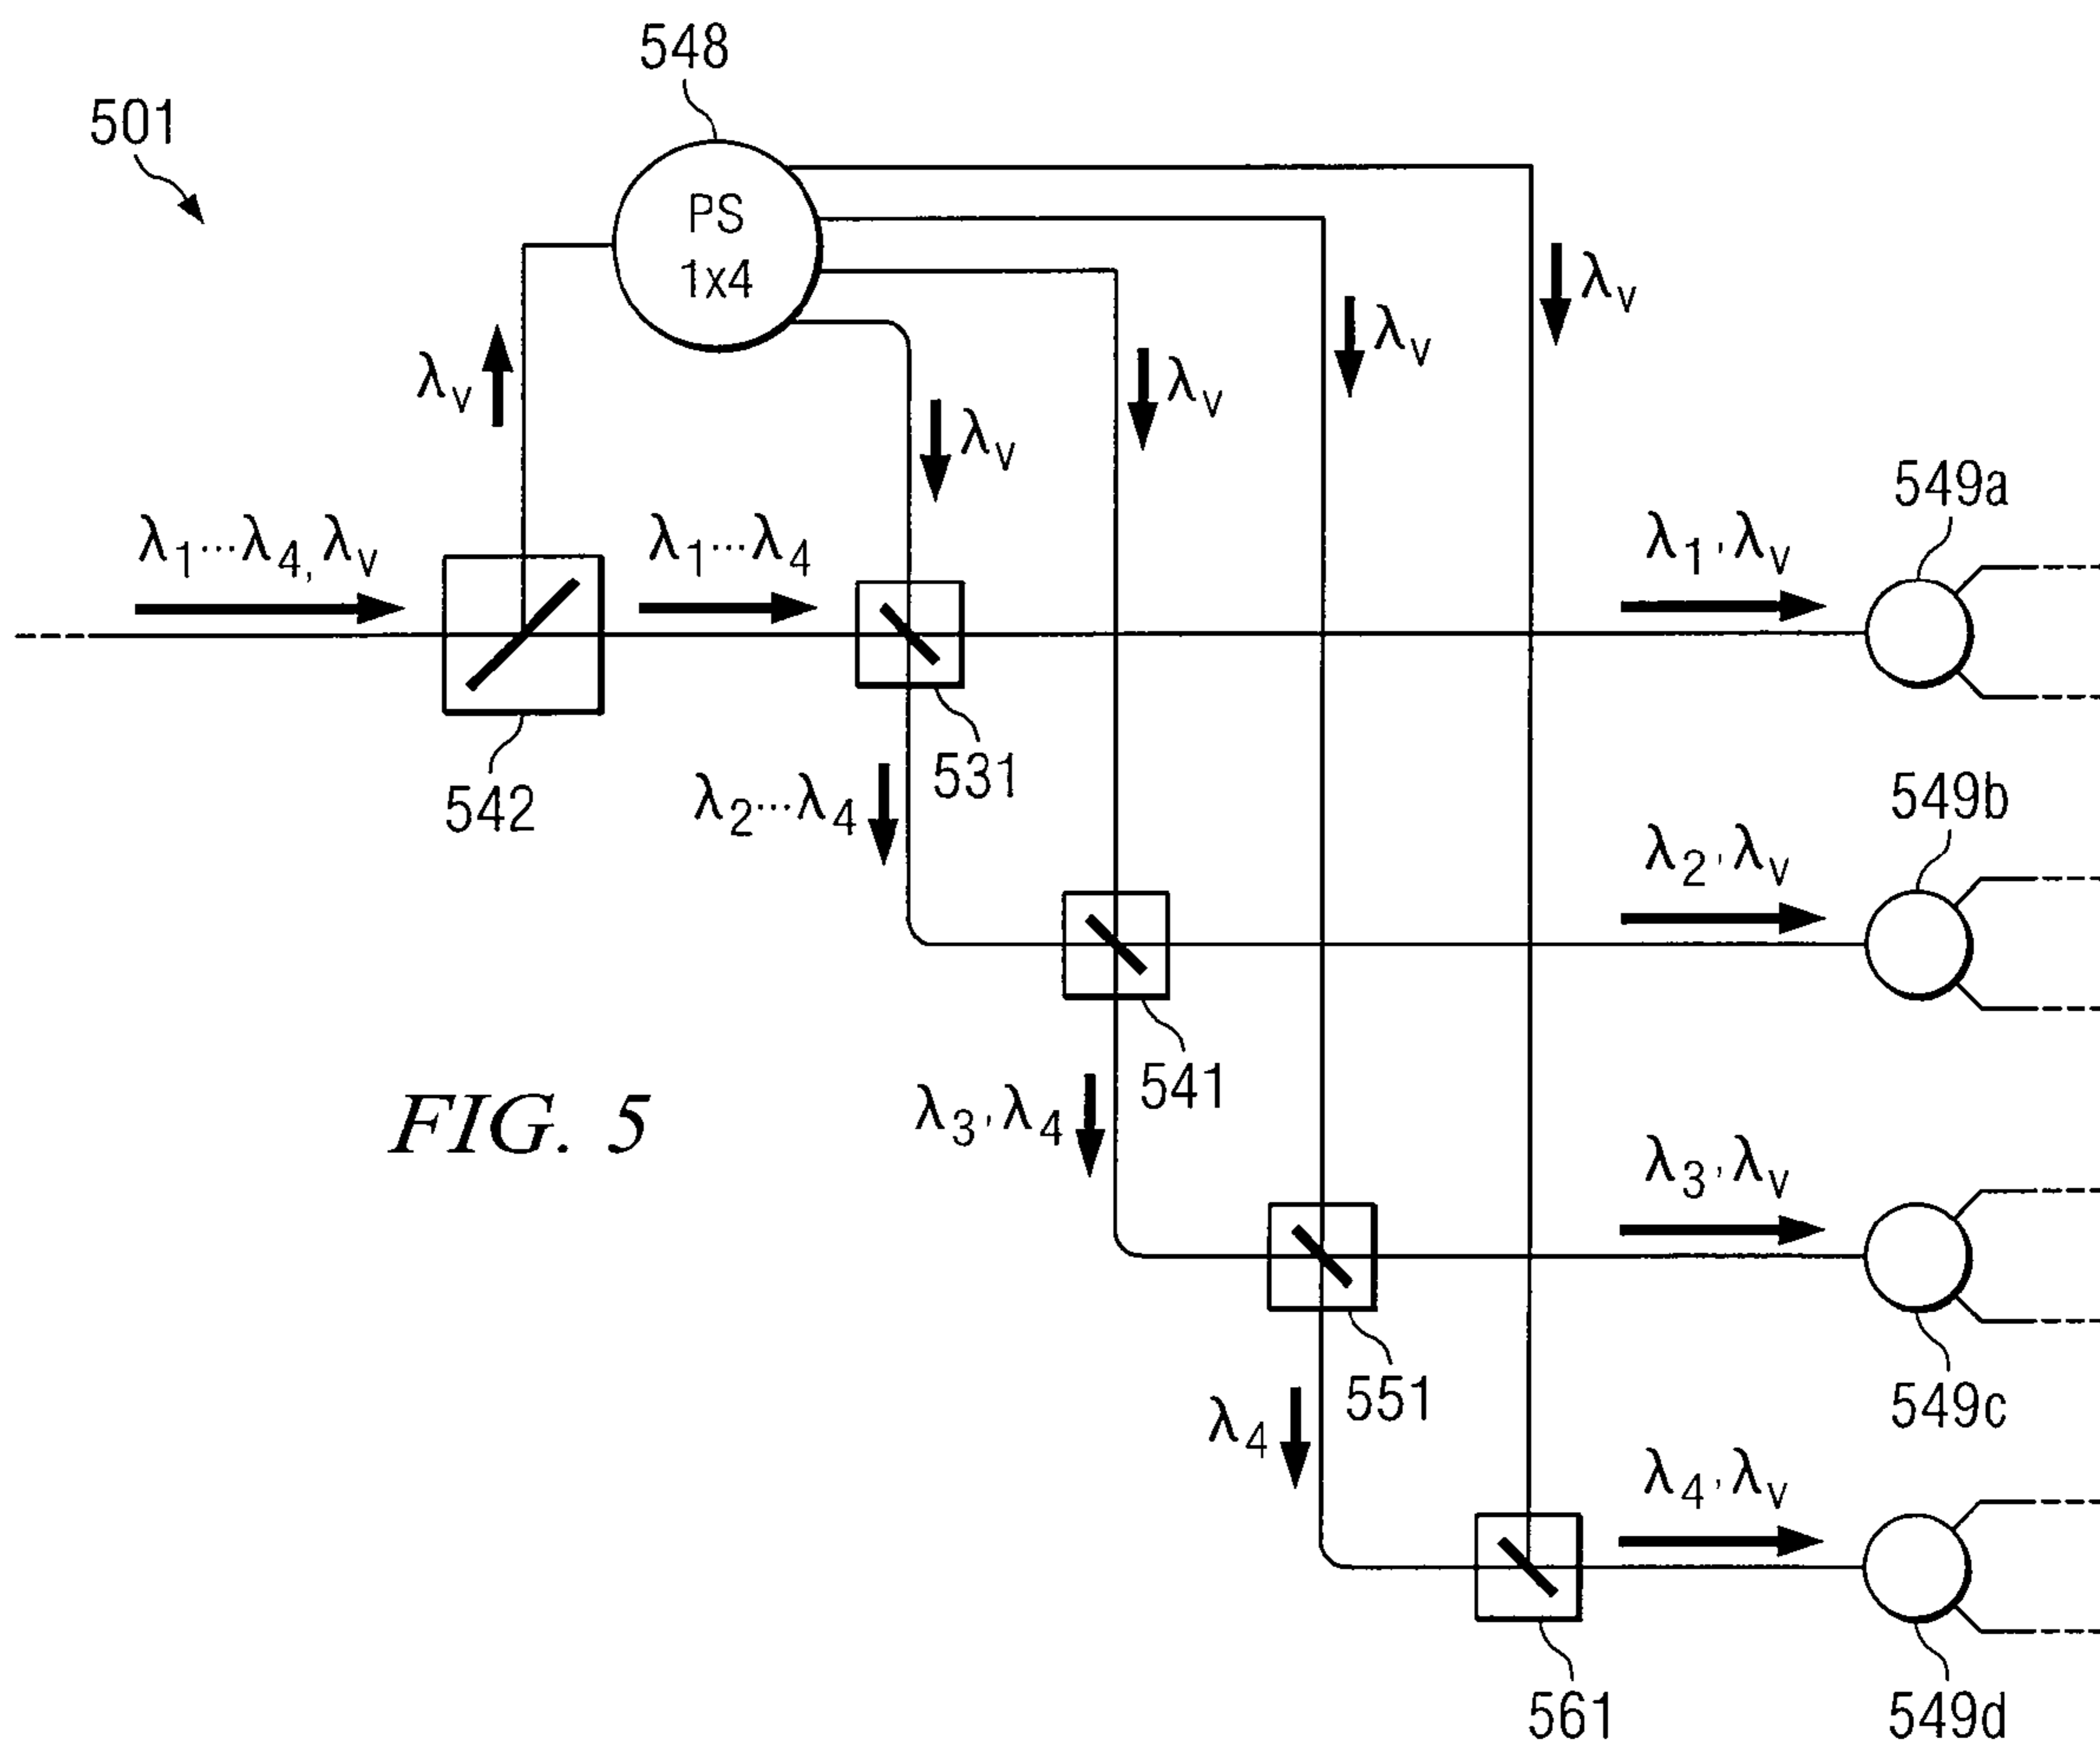 548
501
PS
1x4
λv
λv
λv
λv
λv
549a
λ1...λ4, λv
λ1...λ4
λ1, λv
531
542
λ2...λ4
549b
λ2, λv
541
λ3, λ4
FIG. 5
λ3, λv
551
549c
λ4
λ4, λv
561
549d